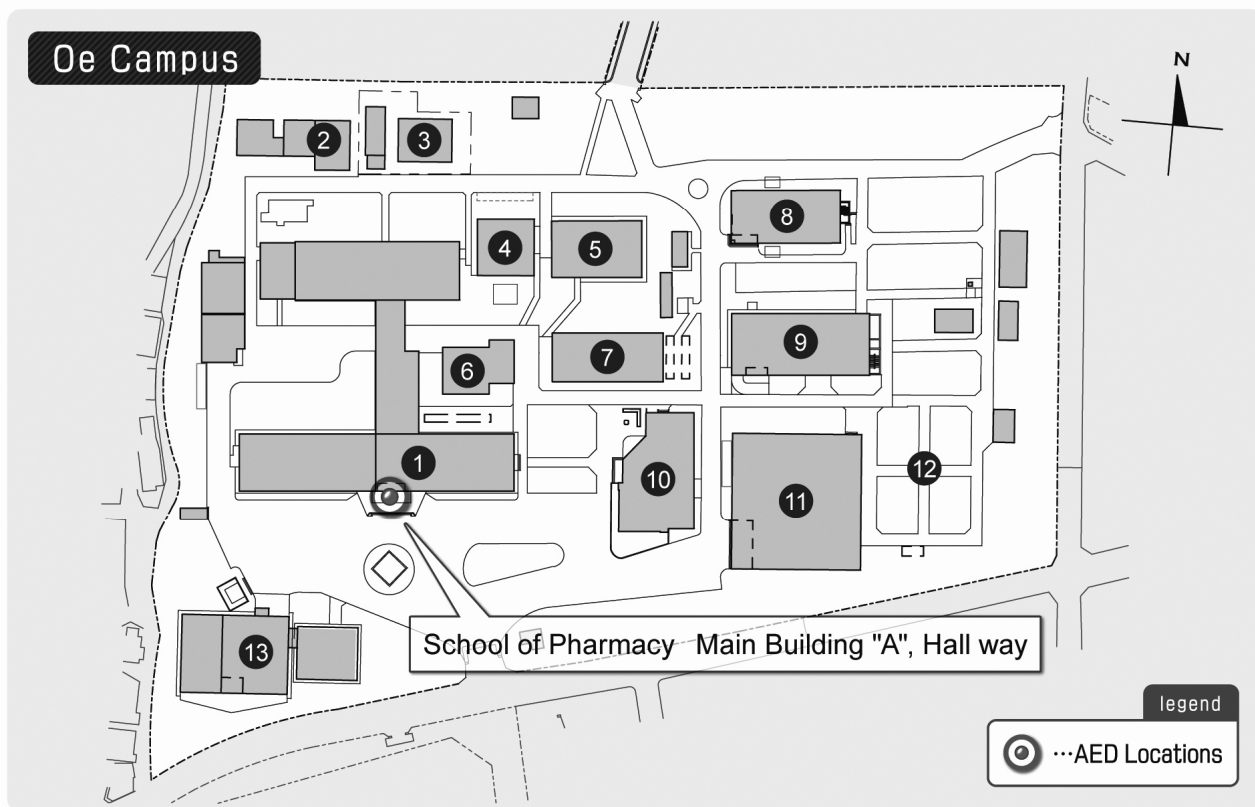 Oe Campus
N
2
3
4
5
8
6
7
9
1
10
11
12
School of Pharmacy Main Building "A", Hall way
13
legend
···AED Locations